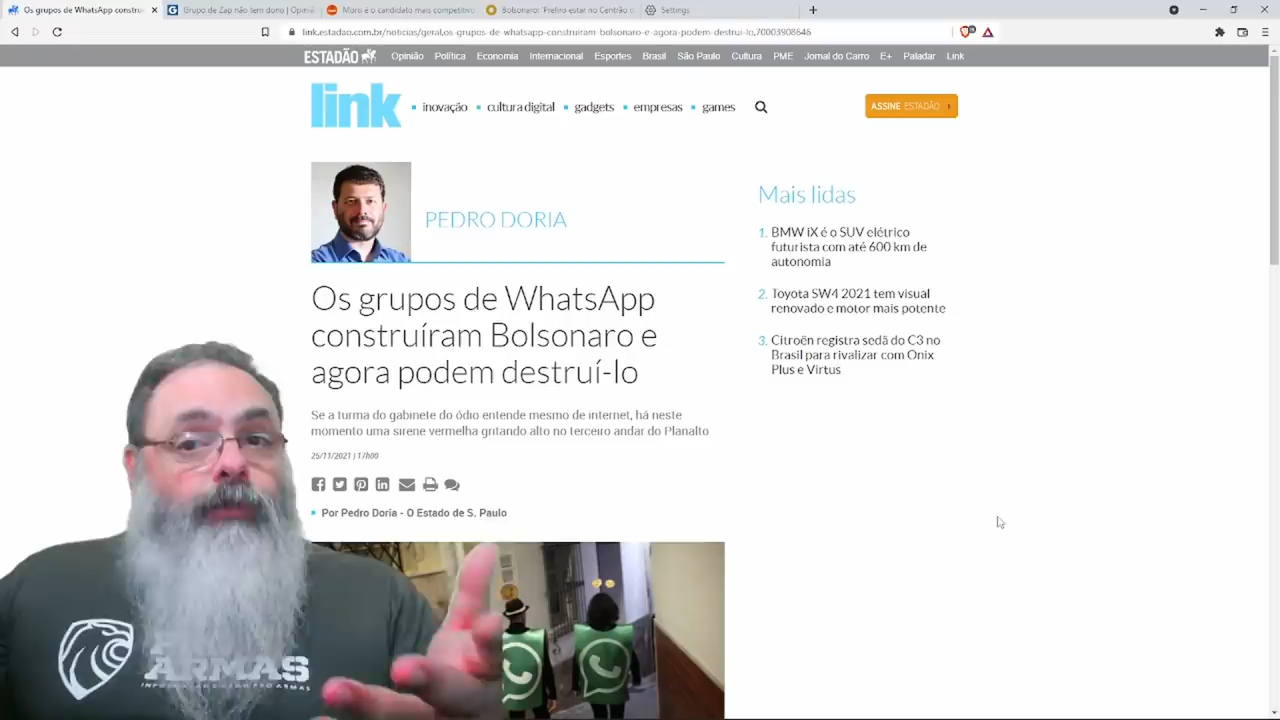 Os grupos de WhatsApp constru
Grupo de Zap não tem dono | Opini
Moro é o candidato mais competitivo
Bolsonaro: 'Prefiro estar no Centrão d
Settings
link.estadao.com.br/noticias/geral,os-grupos-de-whatsapp-construiram-bolsonaro-e-agora-podem-destrui-lo,70003908646
ESTADÃO Opinião Política Economia Internacional Esportes Brasil São Paulo Cultura PME Jornal do Carro E+ Paladar Link
link inovação cultura digital gadgets empresas games
ASSINE ESTADÃO
PEDRO DORIA
Os grupos de WhatsApp
construíram Bolsonaro e
agora podem destruí-lo
Se a turma do gabinete do ódio entende mesmo de internet, há neste
momento uma sirene vermelha gritando alto no terceiro andar do Planalto
25/11/2021 | 17h00
Por Pedro Doria - O Estado de S. Paulo
Mais lidas
1. BMW iX é o SUV elétrico
futurista com até 600 km de
autonomia
2. Toyota SW4 2021 tem visual
renovado e motor mais potente
3. Citroën registra sedã do C3 no
Brasil para rivalizar com Onix
Plus e Virtus
ARMAS